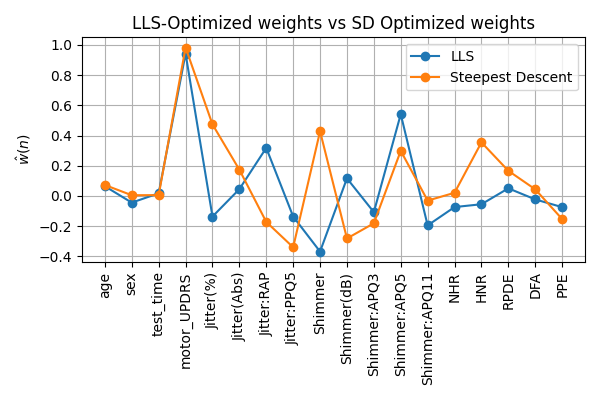 LLS-Optimized weights vs SD Optimized weights
LLS
Steepest Descent
ŵ(n)
1.0
0.8
0.6
0.4
0.2
0.0
−0.2
−0.4
age
sex
test_time
motor_UPDRS
Jitter(%)
Jitter(Abs)
Jitter:RAP
Jitter:PPQ5
Shimmer
Shimmer(dB)
Shimmer:APQ3
Shimmer:APQ5
Shimmer:APQ11
NHR
HNR
RPDE
DFA
PPE